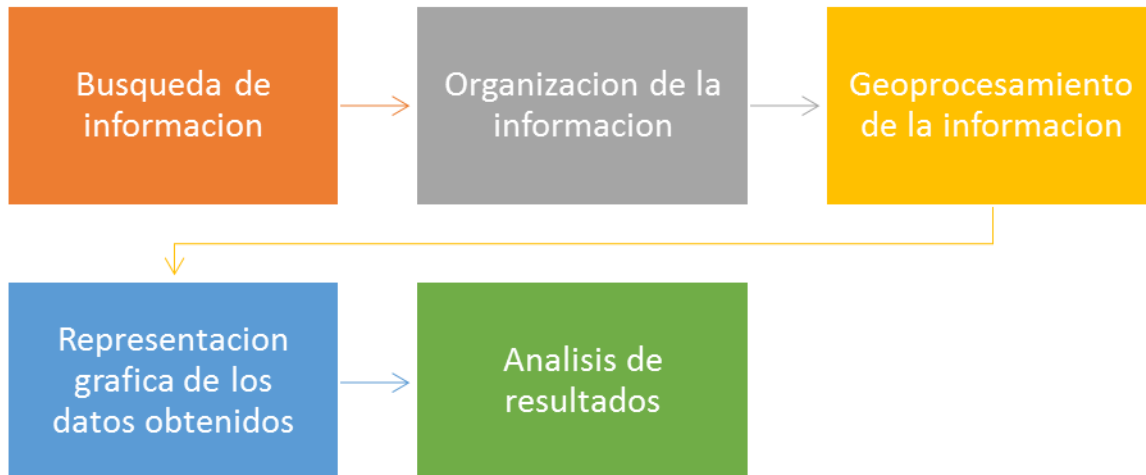 Busqueda de
informacion
Organizacion de la
informacion
Geoprocesamiento
de la informacion
Representacion
grafica de los
datos obtenidos
Analisis de
resultados